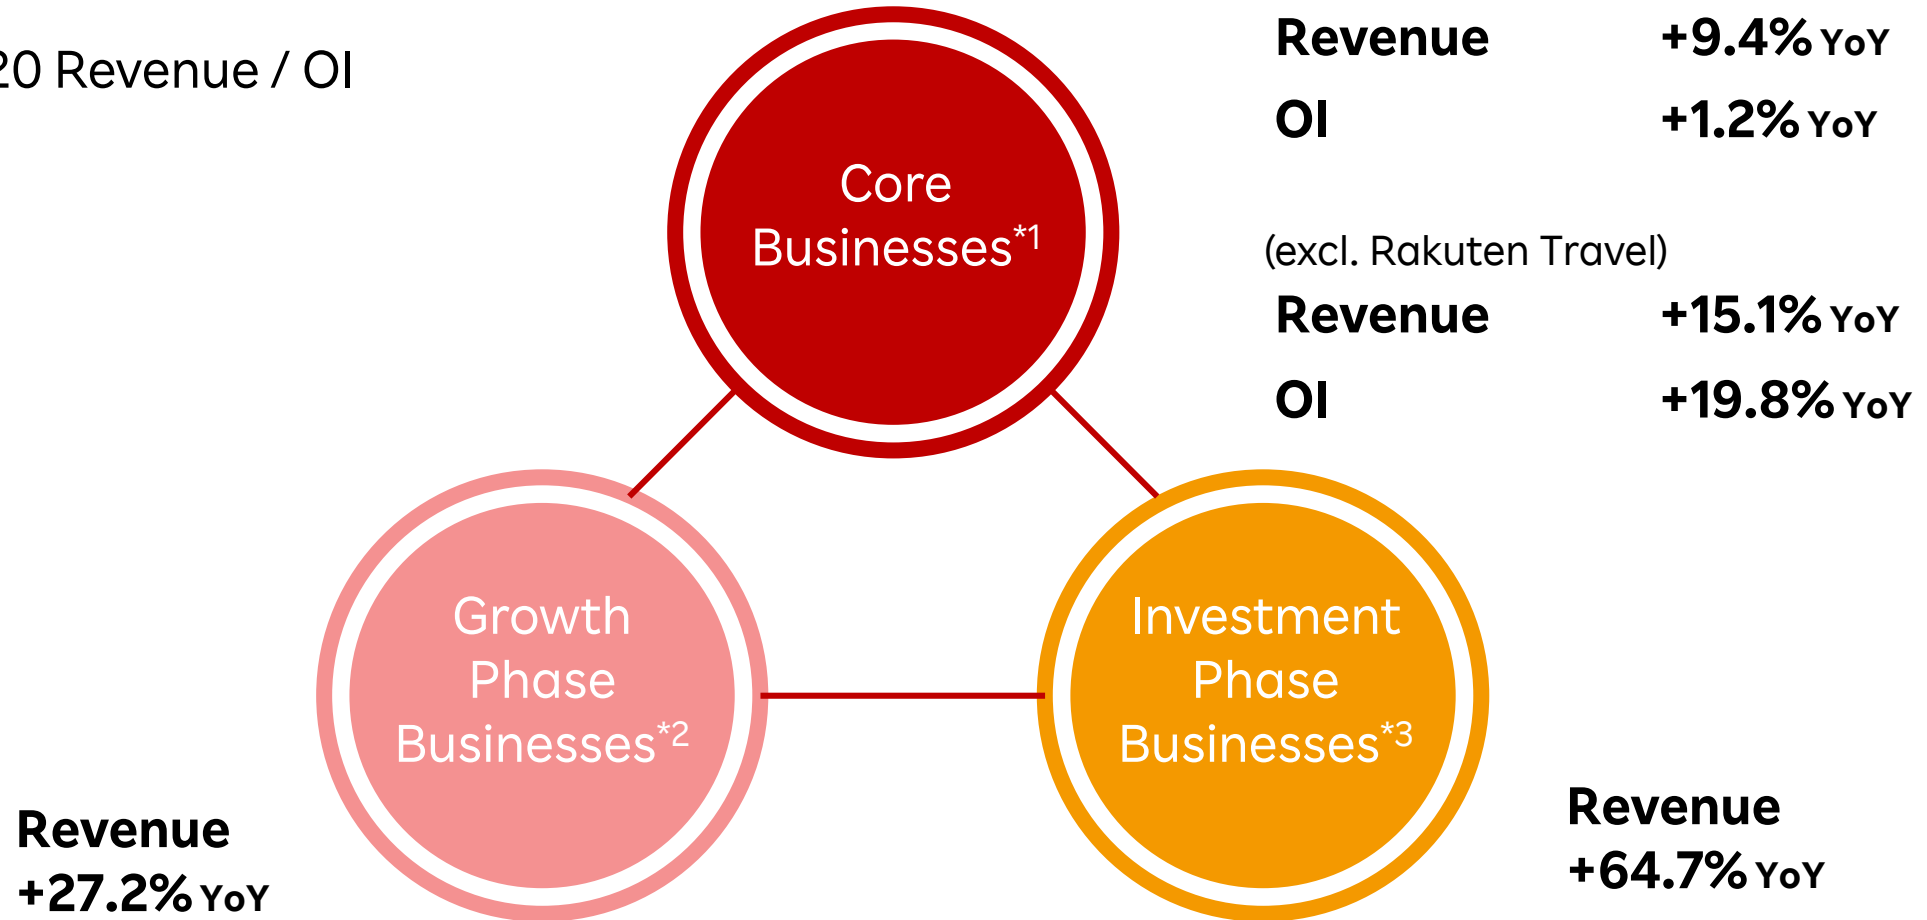 20 Revenue / OI
Revenue +9.4% YoY
OI +1.2% YoY
(excl. Rakuten Travel)
Revenue +15.1% YoY
OI +19.8% YoY
Core
Businesses*1
Growth
Phase
Businesses*2
Investment
Phase
Businesses*3
Revenue
+27.2% YoY
Revenue
+64.7% YoY